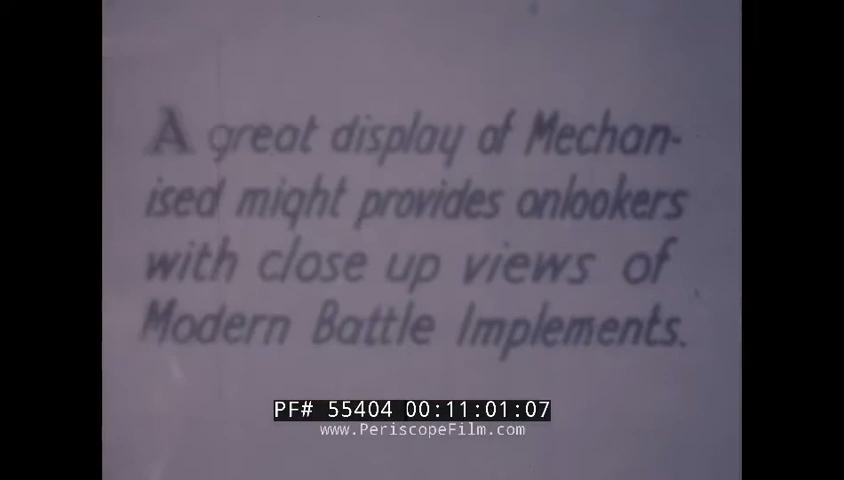 A great display of Mechan-
ised might provides onlookers
with close up views of
Modern Battle Implements.
PF# 55404 00:11:01:07
www.PeriscopeFilm.com